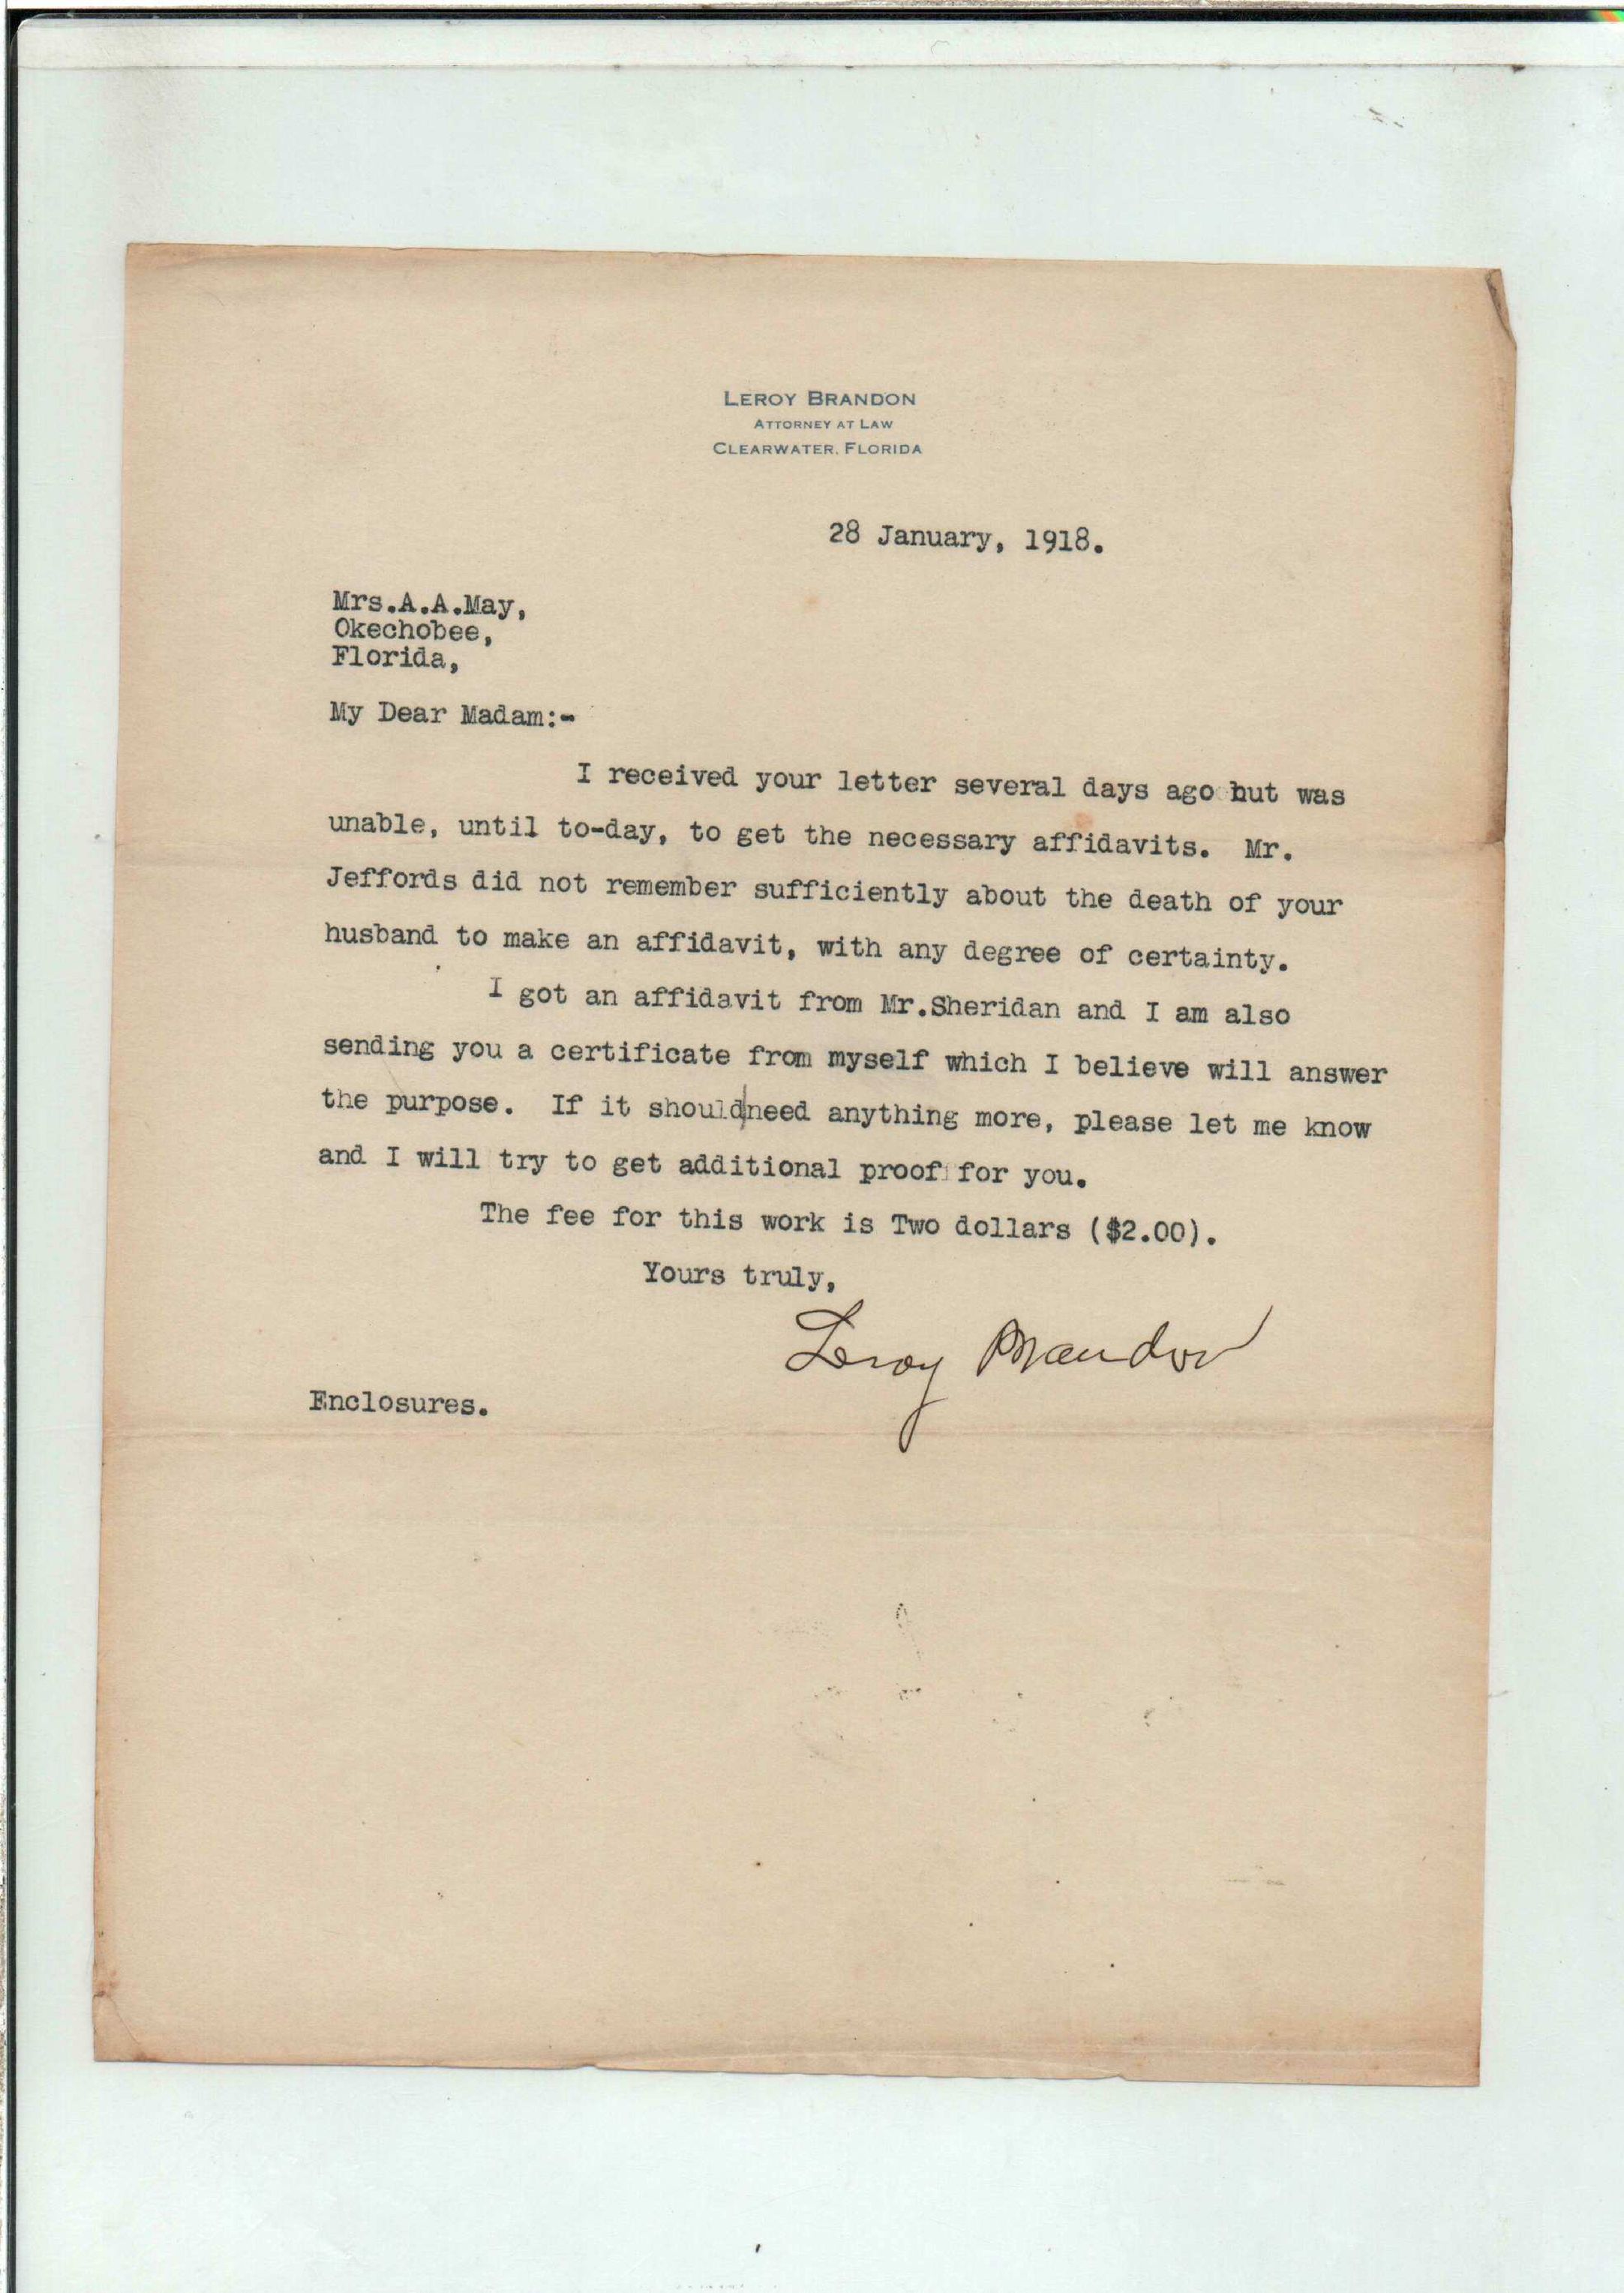 LEROY BRANDON
ATTORNEY AT LAW
CLEARWATER, FLORIDA
28 January, 1918.
Mrs.A.A.May,
Okechobee,
Florida,
My Dear Madam:-
I received your letter several days ago but was
unable, until to-day, to get the necessary affidavits. Mr.
Jeffords did not remember sufficiently about the death of your
husband to make an affidavit, with any degree of certainty.
I got an affidavit from Mr.Sheridan and I am also
sending you a certificate from myself which I believe will answer
the purpose. If it should|need anything more, please let me know
and I will try to get additional proof for you.
The fee for this work is Two dollars ($2.00).
Yours truly,
Leroy Brandon
Enclosures.